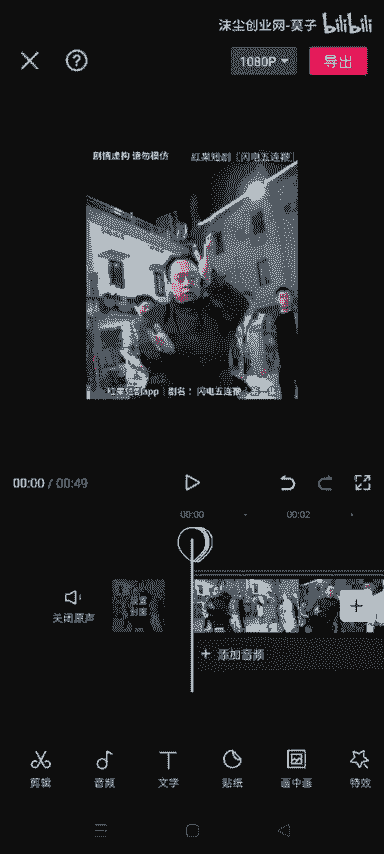 沫尘创业网-莫子 bilibili
1080P 导出
剧情虚构 请勿模仿 红果短剧〔闪电五连鞭〕
红果短剧app 剧名：闪电五连鞭
00:00 / 00:49
00:00 00:02
关闭原声
设置封面
+ 添加音频
剪辑 音频 文字 贴纸 画中画 特效